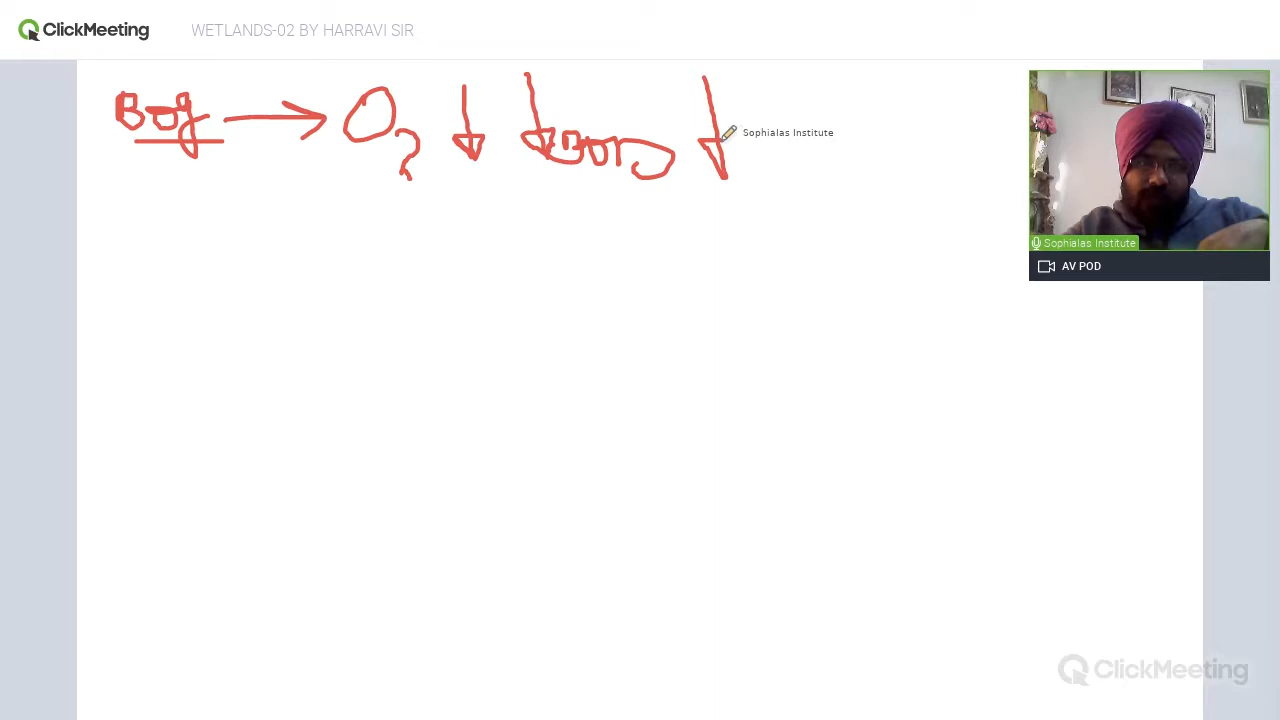 ClickMeeting WETLANDS-02 BY HARRAVI SIR
Bog → O2 ↓ ↓ ↓
Sophialas Institute
Sophialas Institute
AV POD
ClickMeeting